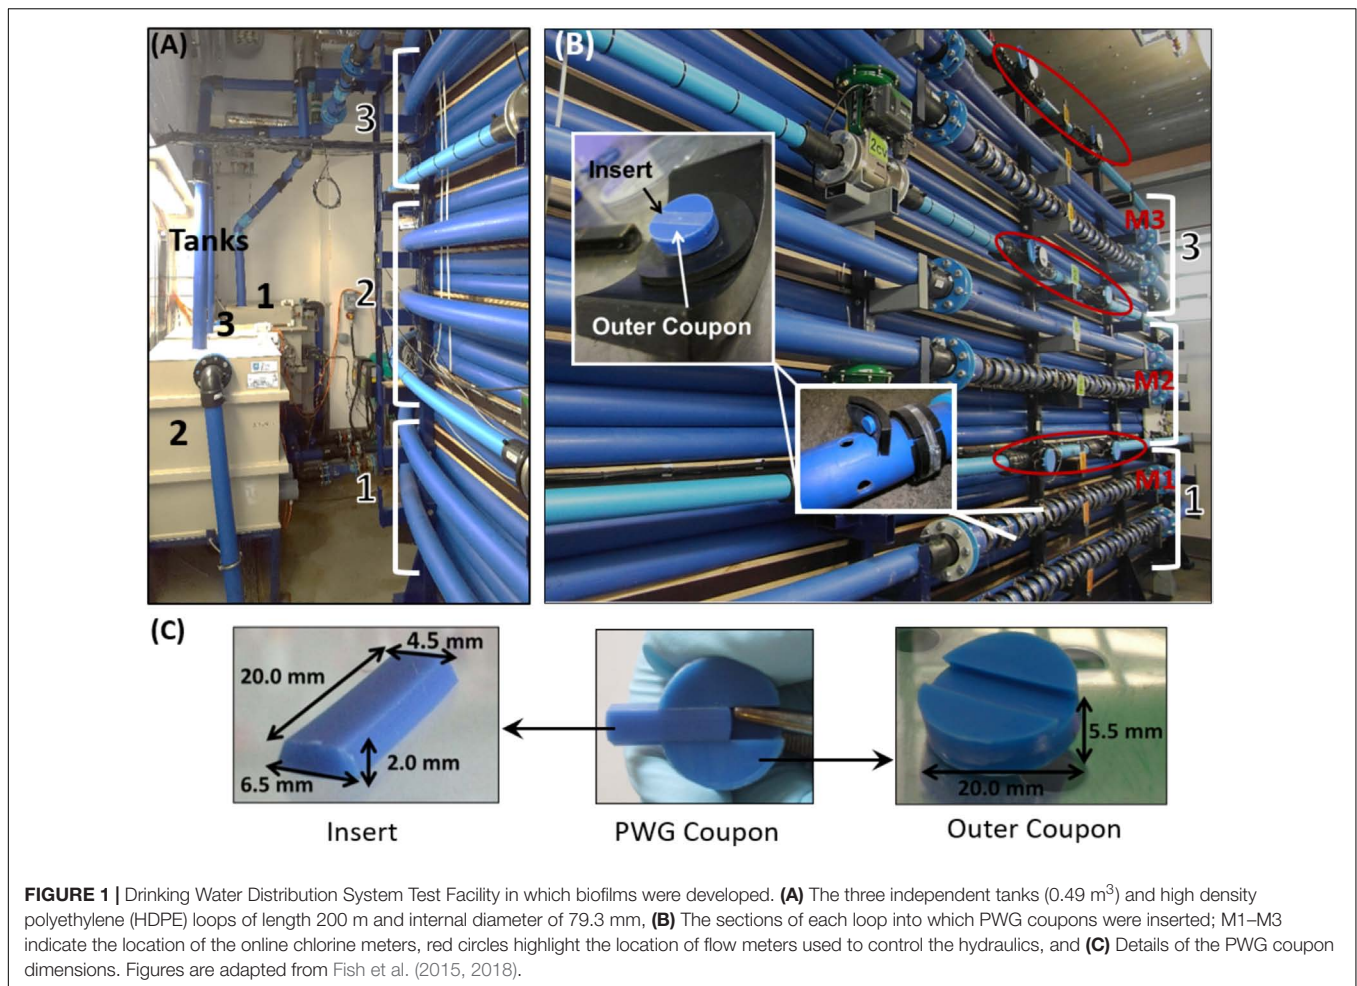 (A)
3
Tanks
1
3
2
2
1
(B)
2cv
Insert
Outer Coupon
M3
3
M2
M1
1
(C)
4.5 mm
20.0 mm
2.0 mm
6.5 mm
5.5 mm
20.0 mm
Insert
PWG Coupon
Outer Coupon
FIGURE 1 | Drinking Water Distribution System Test Facility in which biofilms were developed. (A) The three independent tanks (0.49 m³) and high density
polyethylene (HDPE) loops of length 200 m and internal diameter of 79.3 mm, (B) The sections of each loop into which PWG coupons were inserted; M1–M3
indicate the location of the online chlorine meters, red circles highlight the location of flow meters used to control the hydraulics, and (C) Details of the PWG coupon
dimensions. Figures are adapted from Fish et al. (2015, 2018).